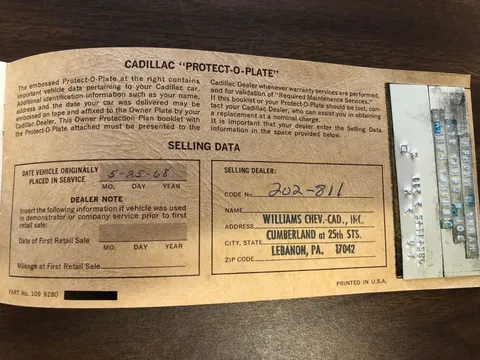 CADILLAC "PROTECT-O-PLATE"
The embossed Protect-O-Plate at the right contains
important vehicle data pertaining to your Cadillac car.
Additional identification information such as your name,
address and the date your car was delivered may be
embossed on tape and affixed to the Owner Plate by your
Cadillac Dealer. This Owner Protection Plan booklet with
the Protect-O-Plate attached must be presented to the
Cadillac Dealer whenever warranty services are performed,
and for validation of "Required Maintenance Services."
If this booklet or your Protect-O-Plate should be lost, con-
tact your Cadillac Dealer, who can assist you in obtaining
a replacement at a nominal charge.
It is important that your dealer enter the Selling Data
information in the space provided below.
SELLING DATA
DATE VEHICLE ORIGINALLY
PLACED IN SERVICE 5-25-68
MO. DAY YEAR
DEALER NOTE
Insert the following information if vehicle was used
in demostrator or company service prior to first
retail sale:
Date of First Retail Sale
MO. DAY YEAR
Mileage at First Retail Sale
SELLING DEALER:
CODE No. 202-811
NAME
WILLIAMS CHEV.-CAD., INC.
ADDRESS
CUMBERLAND at 25th STS.
CITY, STATE
LEBANON, PA. 17042
ZIP CODE
PART No. 109 9280
PRINTED IN U.S.A.